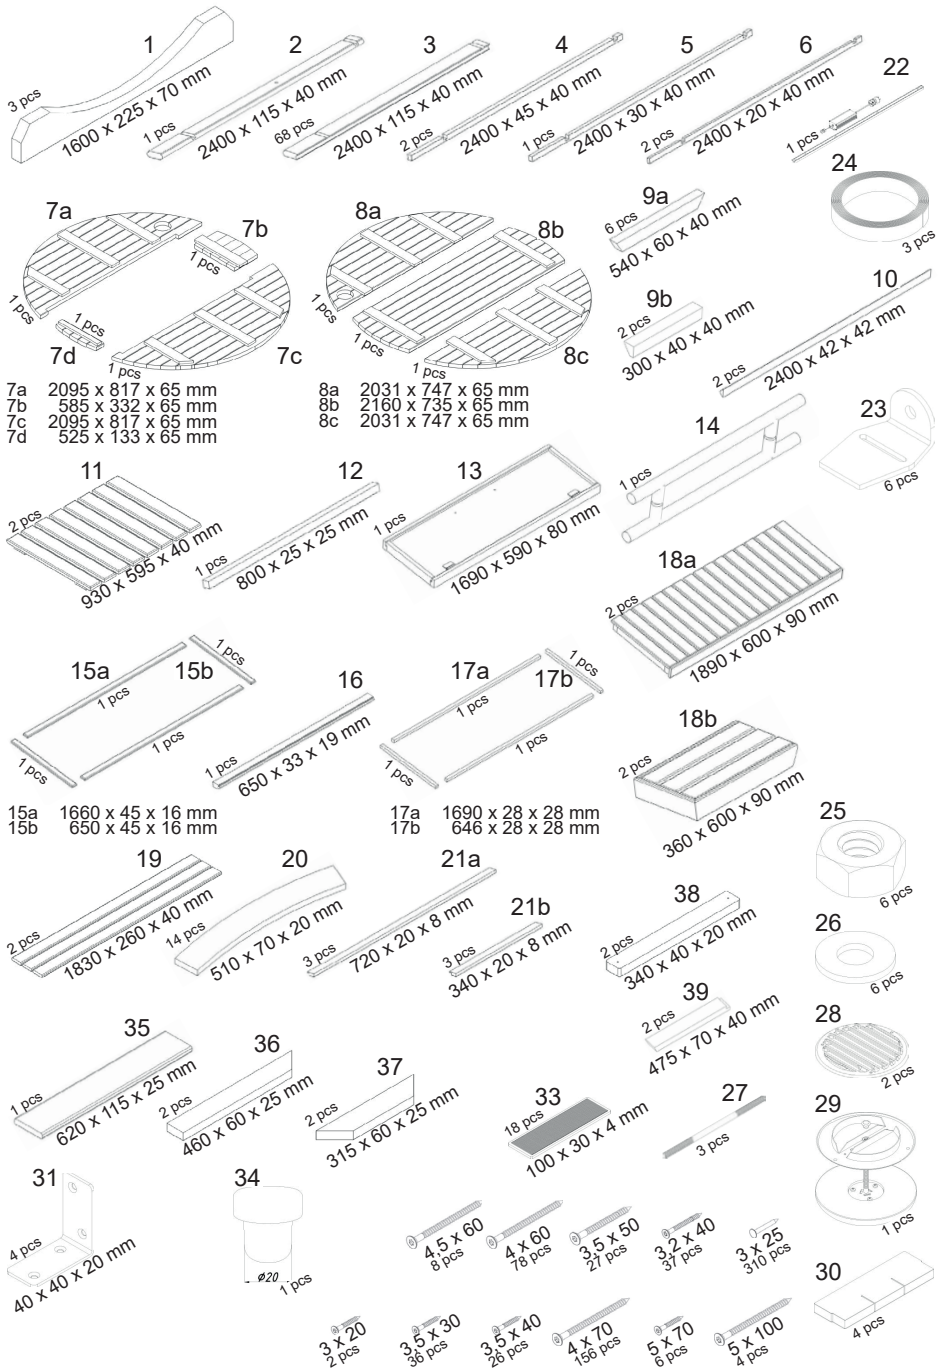 1
3 pcs
1600 x 225 x 70 mm
2
1 pcs
2400 x 115 x 40 mm
3
68 pcs
2400 x 115 x 40 mm
4
2 pcs
2400 x 45 x 40 mm
5
1 pcs
2400 x 30 x 40 mm
6
2 pcs
2400 x 20 x 40 mm
22
1 pcs
24
3 pcs
7a
1 pcs
7b
1 pcs
7c
1 pcs
7d
1 pcs
7a 2095 x 817 x 65 mm
7b 585 x 332 x 65 mm
7c 2095 x 817 x 65 mm
7d 525 x 133 x 65 mm
8a
1 pcs
8b
1 pcs
8c
1 pcs
8a 2031 x 747 x 65 mm
8b 2160 x 735 x 65 mm
8c 2031 x 747 x 65 mm
9a
6 pcs
540 x 60 x 40 mm
9b
2 pcs
300 x 40 x 40 mm
10
2 pcs
2400 x 42 x 42 mm
11
2 pcs
930 x 595 x 40 mm
12
1 pcs
800 x 25 x 25 mm
13
1 pcs
1690 x 590 x 80 mm
14
1 pcs
23
6 pcs
15a
1 pcs
15b
1 pcs
1 pcs
1 pcs
15a 1660 x 45 x 16 mm
15b 650 x 45 x 16 mm
16
1 pcs
650 x 33 x 19 mm
17a
1 pcs
17b
1 pcs
1 pcs
1 pcs
17a 1690 x 28 x 28 mm
17b 646 x 28 x 28 mm
18a
2 pcs
1890 x 600 x 90 mm
18b
2 pcs
360 x 600 x 90 mm
25
6 pcs
19
2 pcs
1830 x 260 x 40 mm
20
14 pcs
510 x 70 x 20 mm
21a
3 pcs
720 x 20 x 8 mm
21b
3 pcs
340 x 20 x 8 mm
38
2 pcs
340 x 40 x 20 mm
26
6 pcs
39
2 pcs
475 x 70 x 40 mm
28
2 pcs
35
1 pcs
620 x 115 x 25 mm
36
2 pcs
460 x 60 x 25 mm
37
2 pcs
315 x 60 x 25 mm
33
18 pcs
100 x 30 x 4 mm
27
3 pcs
29
1 pcs
31
4 pcs
40 x 40 x 20 mm
34
ø20
1 pcs
4,5 x 60
8 pcs
4 x 60
78 pcs
3,5 x 50
27 pcs
3,2 x 40
37 pcs
3 x 25
310 pcs
30
4 pcs
3 x 20
2 pcs
3,5 x 30
36 pcs
3,5 x 40
26 pcs
4 x 70
156 pcs
5 x 70
6 pcs
5 x 100
4 pcs